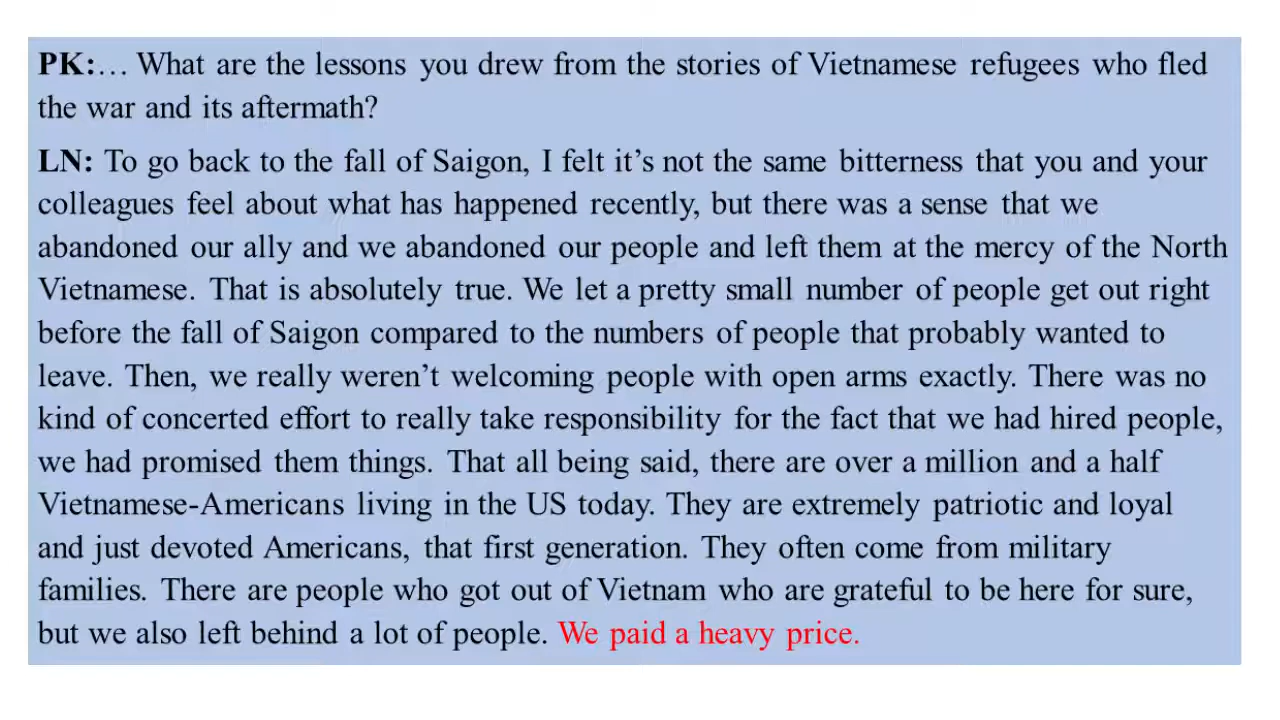 PK:… What are the lessons you drew from the stories of Vietnamese refugees who fled
the war and its aftermath?
LN: To go back to the fall of Saigon, I felt it’s not the same bitterness that you and your
colleagues feel about what has happened recently, but there was a sense that we
abandoned our ally and we abandoned our people and left them at the mercy of the North
Vietnamese. That is absolutely true. We let a pretty small number of people get out right
before the fall of Saigon compared to the numbers of people that probably wanted to
leave. Then, we really weren’t welcoming people with open arms exactly. There was no
kind of concerted effort to really take responsibility for the fact that we had hired people,
we had promised them things. That all being said, there are over a million and a half
Vietnamese-Americans living in the US today. They are extremely patriotic and loyal
and just devoted Americans, that first generation. They often come from military
families. There are people who got out of Vietnam who are grateful to be here for sure,
but we also left behind a lot of people. We paid a heavy price.